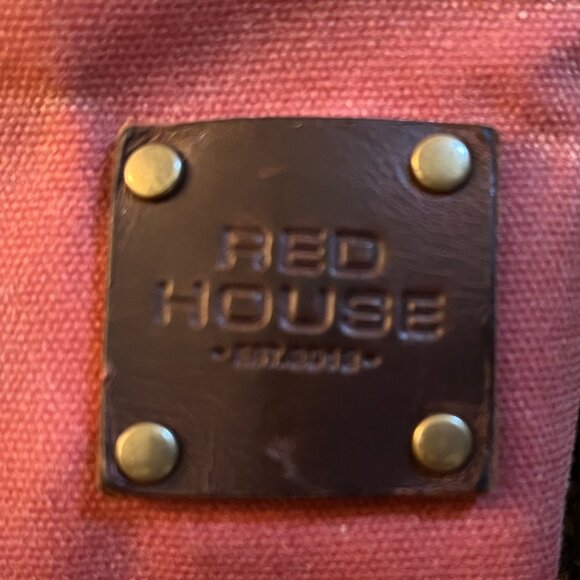 RED
HOUSE
• EST. 2013 •